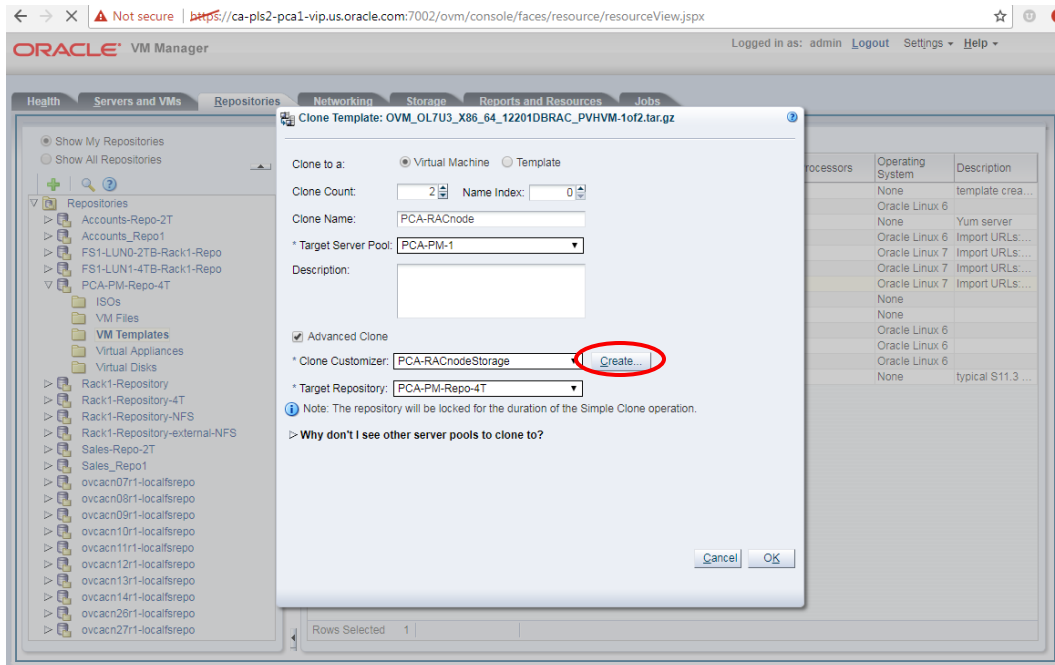 Not secure | https://ca-pls2-pca1-vip.us.oracle.com:7002/ovm/console/faces/resource/resourceView.jspx
ORACLE VM Manager
Logged in as: admin Logout Settings Help
Health Servers and VMs Repositories Networking Storage Reports and Resources Jobs
Clone Template: OVM_OL7U3_X86_64_12201DBRAC_PVHVM-1of2.tar.gz
Clone to a: Virtual Machine Template
Clone Count: 2 Name Index: 0
Clone Name: PCA-RACnode
* Target Server Pool: PCA-PM-1
Description:
Advanced Clone
* Clone Customizer: PCA-RACnodeStorage Create...
* Target Repository: PCA-PM-Repo-4T
Note: The repository will be locked for the duration of the Simple Clone operation.
Why don't I see other server pools to clone to?
Cancel OK
Show My Repositories
Show All Repositories
Repositories
Accounts-Repo-2T
Accounts_Repo1
FS1-LUN0-2TB-Rack1-Repo
FS1-LUN1-4TB-Rack1-Repo
PCA-PM-Repo-4T
ISOs
VM Files
VM Templates
Virtual Appliances
Virtual Disks
Rack1-Repository
Rack1-Repository-4T
Rack1-Repository-NFS
Rack1-Repository-external-NFS
Sales-Repo-2T
Sales_Repo1
ovcacn07r1-localfsrepo
ovcacn08r1-localfsrepo
ovcacn09r1-localfsrepo
ovcacn10r1-localfsrepo
ovcacn11r1-localfsrepo
ovcacn12r1-localfsrepo
ovcacn13r1-localfsrepo
ovcacn14r1-localfsrepo
ovcacn26r1-localfsrepo
ovcacn27r1-localfsrepo
rocessors Operating System Description
None template crea...
Oracle Linux 6
None Yum server
Oracle Linux 6 Import URLs:...
Oracle Linux 7 Import URLs:...
Oracle Linux 7 Import URLs:...
Oracle Linux 7 Import URLs:...
None
None
Oracle Linux 6
Oracle Linux 6
Oracle Linux 6
None typical S11.3 ...
Rows Selected 1